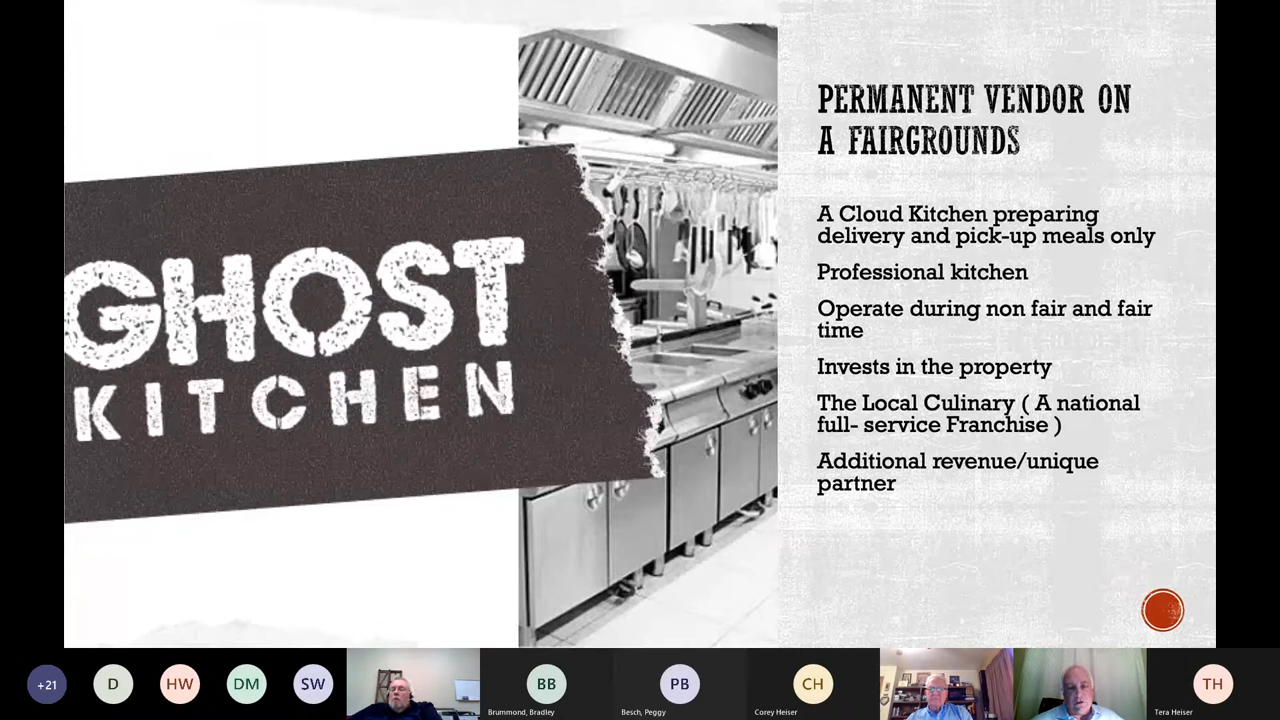 GHOST
KITCHEN
PERMANENT VENDOR ON
A FAIRGROUNDS
A Cloud Kitchen preparing
delivery and pick-up meals only
Professional kitchen
Operate during non fair and fair
time
Invests in the property
The Local Culinary ( A national
full- service Franchise )
Additional revenue/unique
partner
+21
D
HW
DM
SW
BB
Brummond, Bradley
PB
Besch, Peggy
CH
Corey Heiser
TH
Tera Heiser